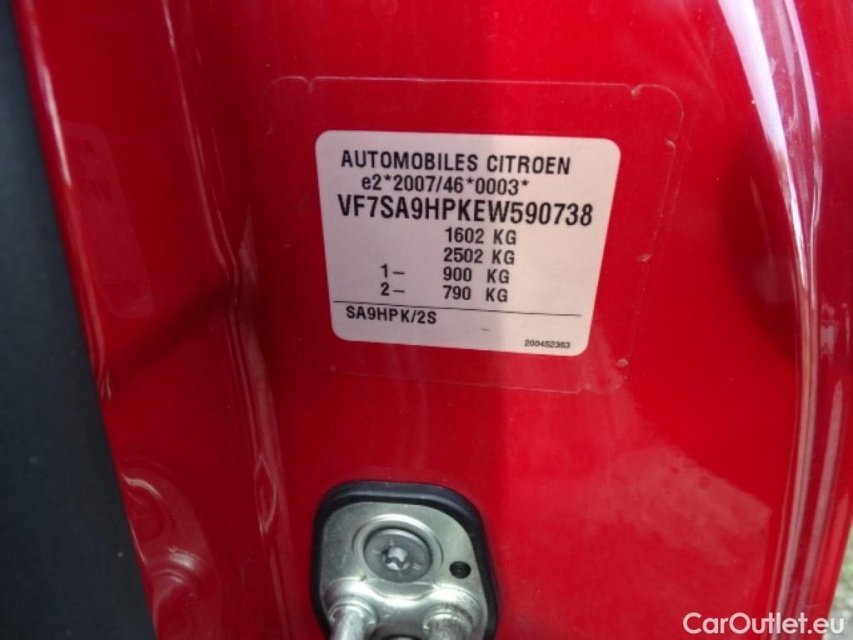 AUTOMOBILES CITROEN
e2*2007/46*0003*
VF7SA9HPKEW590738
1602 KG
2502 KG
1– 900 KG
2– 790 KG
SA9HPK/2S
200452363
CarOutlet.eu